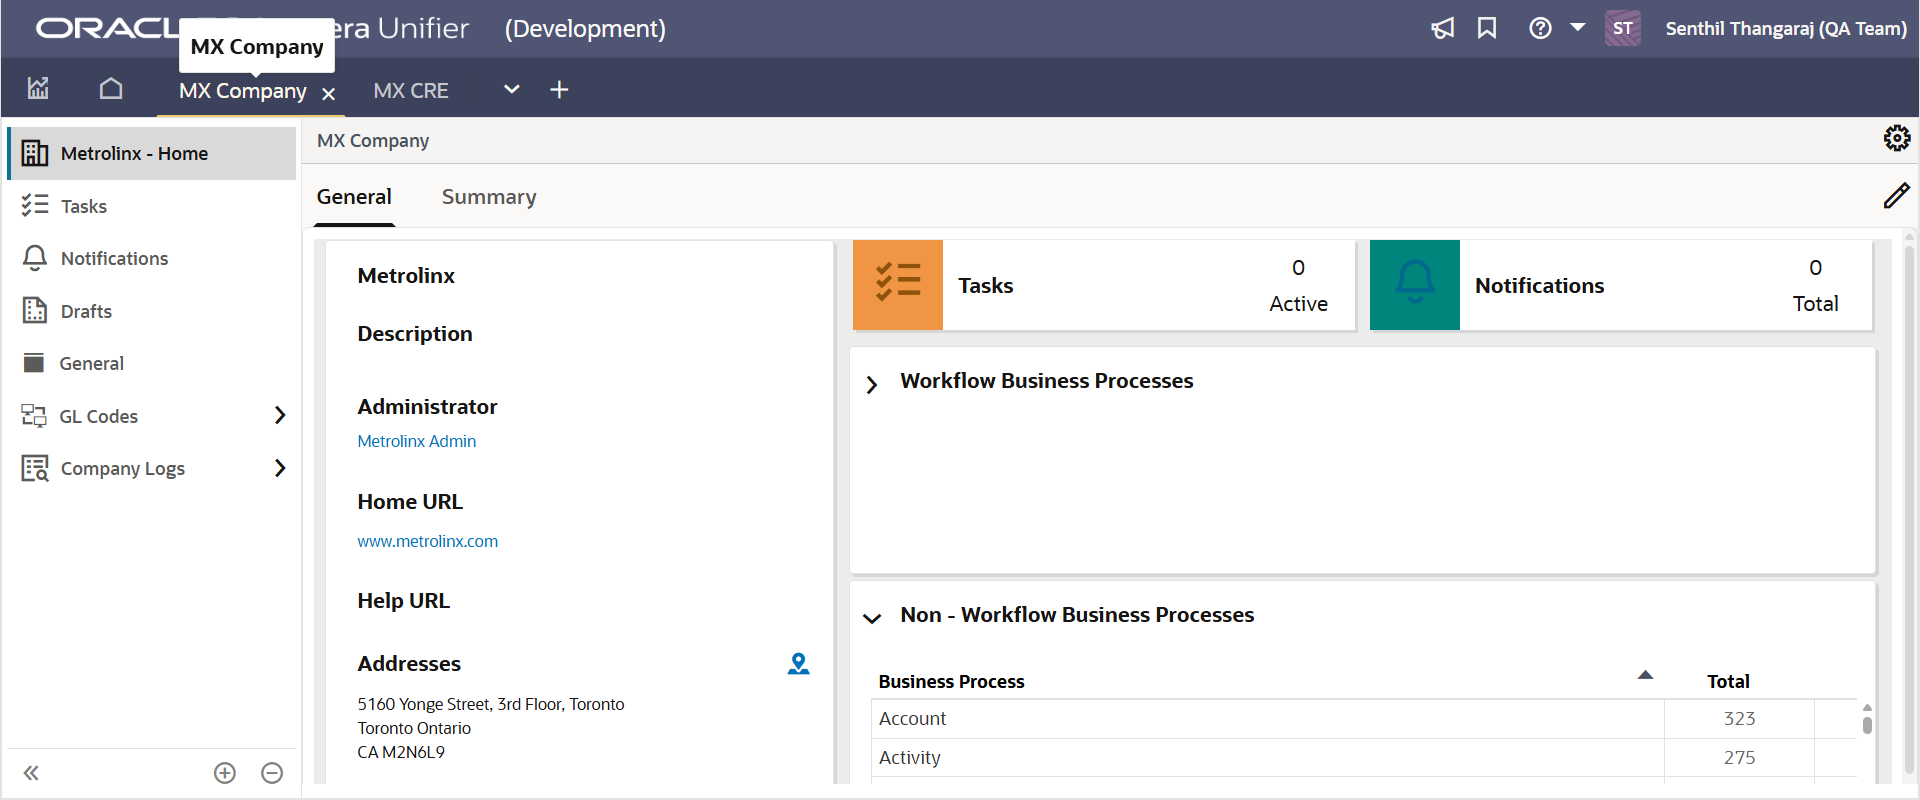 ORACLE era Unifier (Development)
ST Senthil Thangaraj (QA Team)
MX Company
MX Company MX CRE
Metrolinx - Home
Tasks
Notifications
Drafts
General
GL Codes
Company Logs
MX Company
General Summary
Metrolinx
Description
Administrator
Metrolinx Admin
Home URL
www.metrolinx.com
Help URL
Addresses
5160 Yonge Street, 3rd Floor, Toronto
Toronto Ontario
CA M2N6L9
Tasks
0
Active
Notifications
0
Total
Workflow Business Processes
Non - Workflow Business Processes
Business Process Total
Account 323
Activity 275